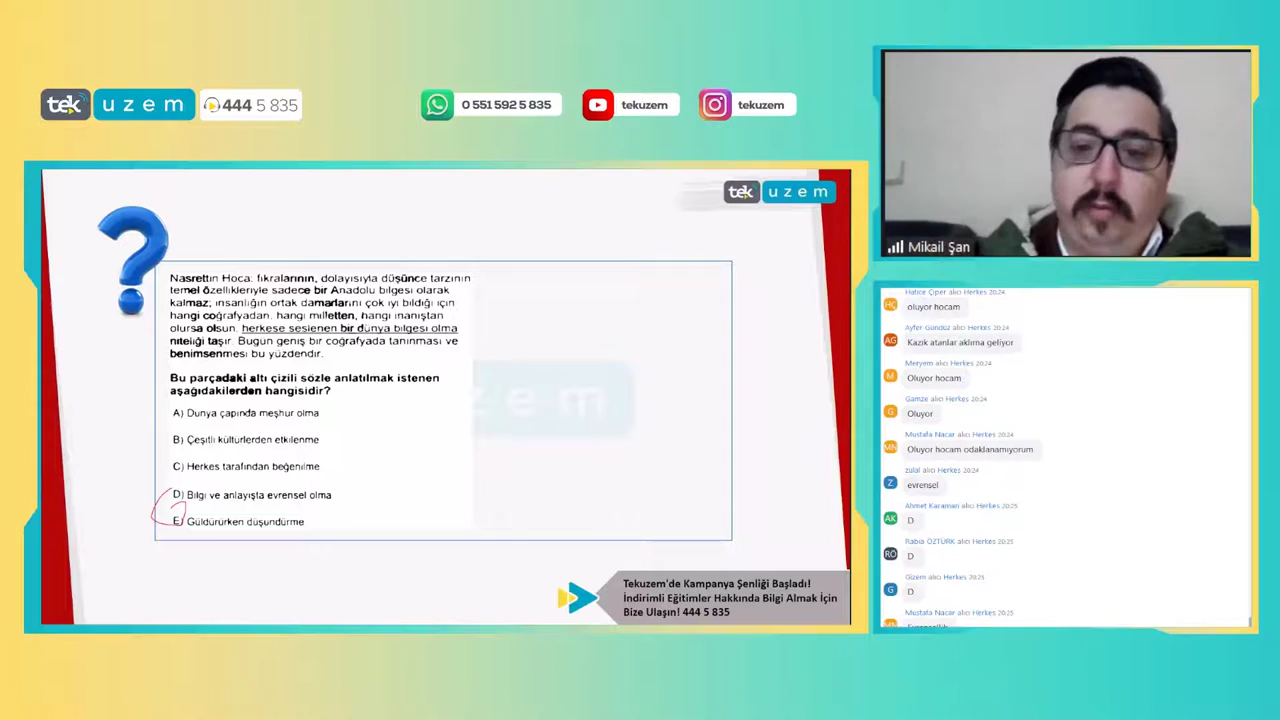 tek uzem 444 5 835
0 551 592 5 835
tekuzem
tekuzem
tek uzem
Nasrettin Hoca; fıkralarının, dolayısıyla düşünce tarzının
temel özellikleriyle sadece bir Anadolu bilgesi olarak
kalmaz; insanlığın ortak damarlarını çok iyi bildiği için
hangi coğrafyadan, hangi milletten, hangi inanıştan
olursa olsun, herkese seslenen bir dünya bilgesi olma
niteliği taşır. Bugün geniş bir coğrafyada tanınması ve
benimsenmesi bu yüzdendir.
Bu parçadaki altı çizili sözle anlatılmak istenen
aşağıdakilerden hangisidir?
A) Dünya çapında meşhur olma
B) Çeşitli kültürlerden etkilenme
C) Herkes tarafından beğenilme
D) Bilgi ve anlayışta evrensel olma
E) Güldürürken düşündürme
Tekuzem'de Kampanya Şenliği Başladı!
İndirimli Eğitimler Hakkında Bilgi Almak İçin
Bize Ulaşın! 444 5 835
Mikail Şan
Hatice Çiper alıcı Herkes 20:24
HÇ oluyor hocam
Ayfer Gündüz alıcı Herkes 20:24
AG Kazık atanlar aklıma geliyor
Meryem alıcı Herkes 20:24
M Oluyor hocam
Gamze alıcı Herkes 20:24
G Oluyor
Mustafa Nacar alıcı Herkes 20:24
MN Oluyor hocam odaklanamıyorum
zülal alıcı Herkes 20:24
Z evrensel
Ahmet Karaman alıcı Herkes 20:25
AK D
Rabia ÖZTÜRK alıcı Herkes 20:25
RÖ D
Gizem alıcı Herkes 20:25
G D
Mustafa Nacar alıcı Herkes 20:25
MN